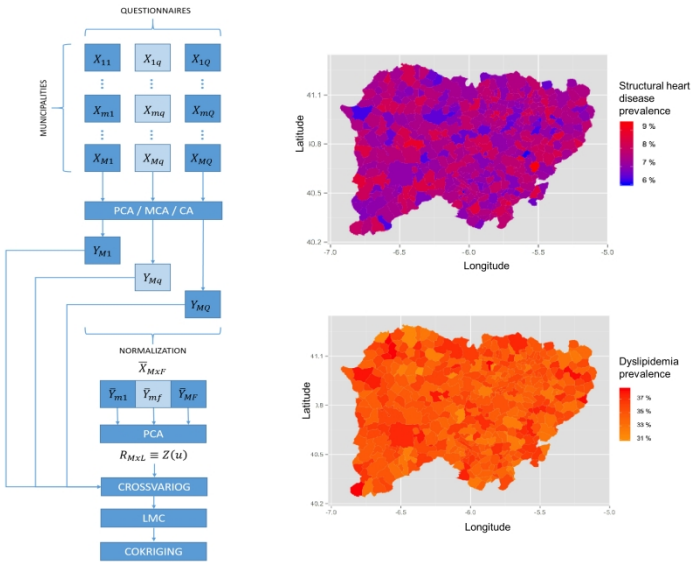 QUESTIONNAIRES
MUNICIPALITIES
X11 X1q X1Q
Xm1 Xmq XmQ
XM1 XMq XMQ
PCA / MCA / CA
YM1
YMq
YMQ
NORMALIZATION
X̅MxF
Y̅m1 Y̅mf Y̅MF
PCA
RMxL ≡ Z(u)
CROSSVARIOG
LMC
COKRIGING
Latitude
41.1
40.8
40.5
40.2
-7.0 -6.5 -6.0 -5.5 -5.0
Longitude
Structural heart
disease
prevalence
9 %
8 %
7 %
6 %
Latitude
41.1
3.8
40.5
40.2
-7.0 -6.5 -6.0 -5.5 -5.0
Longitude
Dyslipidemia
prevalence
37 %
35 %
33 %
31 %